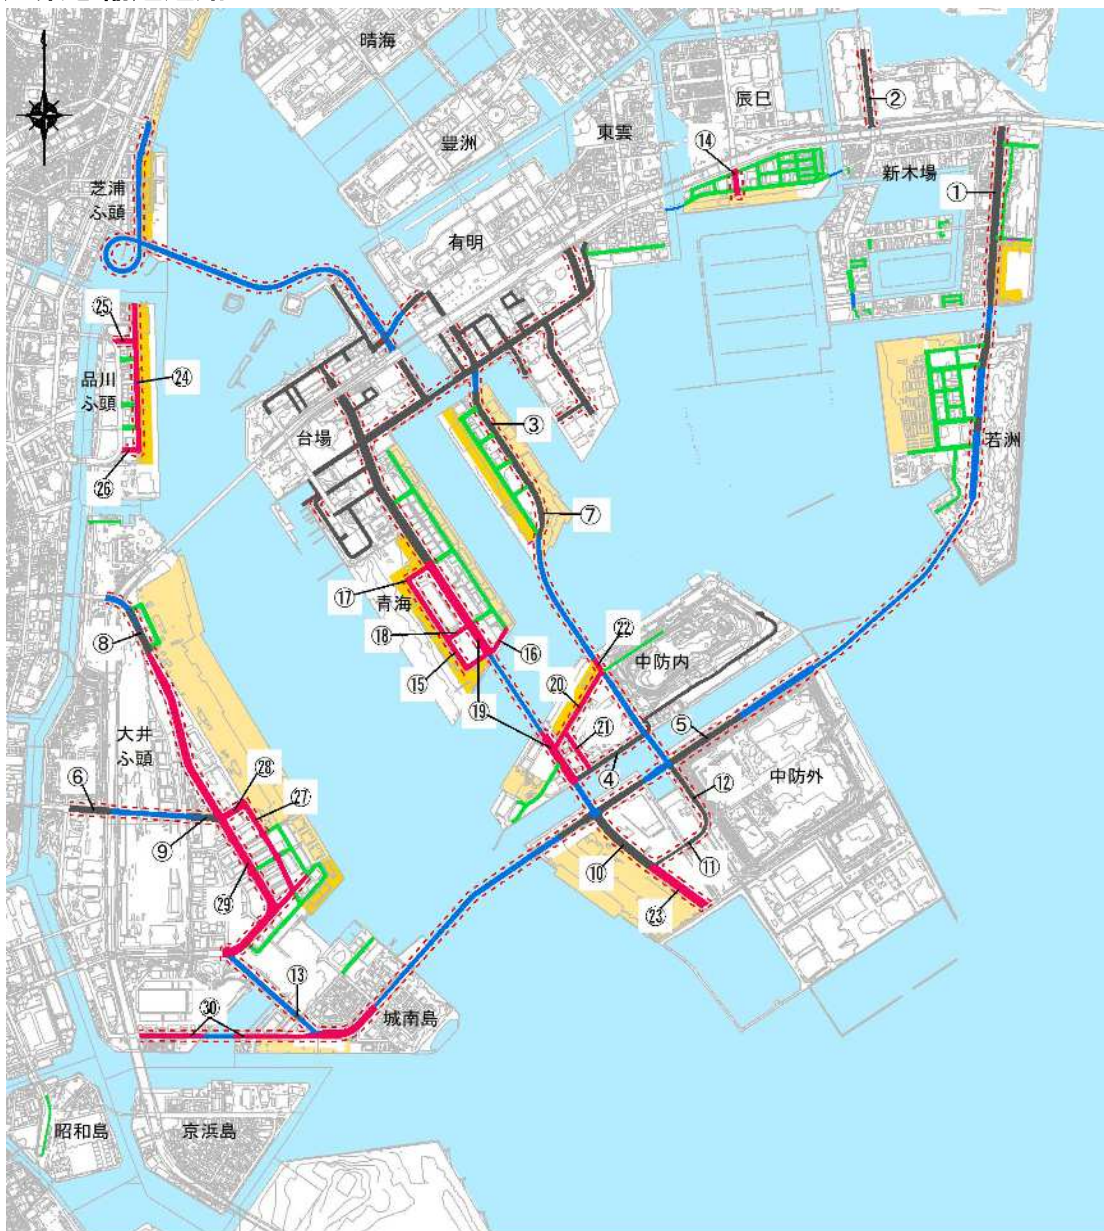 晴海
辰巳
②
豊洲
東雲
⑭
芝浦
ふ頭
新木場
①
有明
㉕
品川
ふ頭
㉔
㉖
台場
③
若洲
⑦
⑰
青海
⑱
⑯
⑮
㉒
中防内
⑧
⑳
⑲
㉑
⑤
大井
ふ頭
④
中防外
⑥
㉘
㉗
⑫
⑨
⑩
⑪
㉙
㉓
⑬
㉚
城南島
昭和島
京浜島